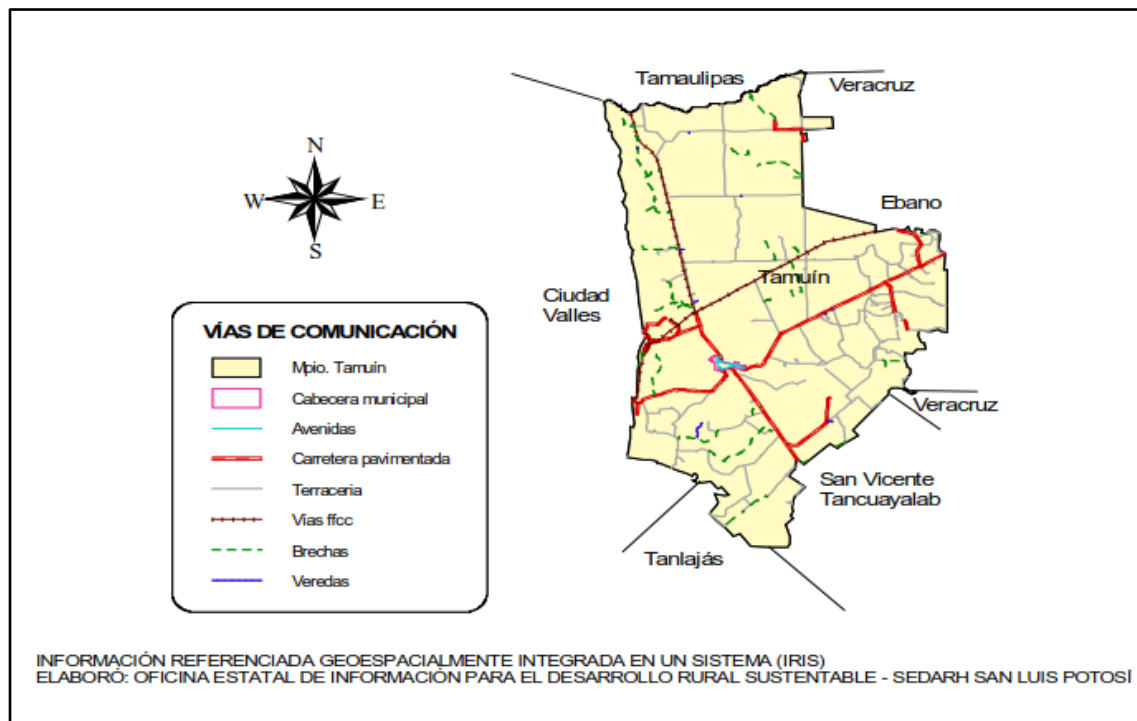 Tamaulipas
Veracruz
N
W
E
S
Ebano
Tamuín
Ciudad
Valles
VÍAS DE COMUNICACIÓN
Mpio. Tamuín
Cabecera municipal
Avenidas
Carretera pavimentada
Terraceria
Vías ffcc
Brechas
Veredas
Veracruz
San Vicente
Tancuayalab
Tanlajás
INFORMACIÓN REFERENCIADA GEOESPACIALMENTE INTEGRADA EN UN SISTEMA (IRIS)
ELABORÓ: OFICINA ESTATAL DE INFORMACIÓN PARA EL DESARROLLO RURAL SUSTENTABLE - SEDARH SAN LUIS POTOSÍ